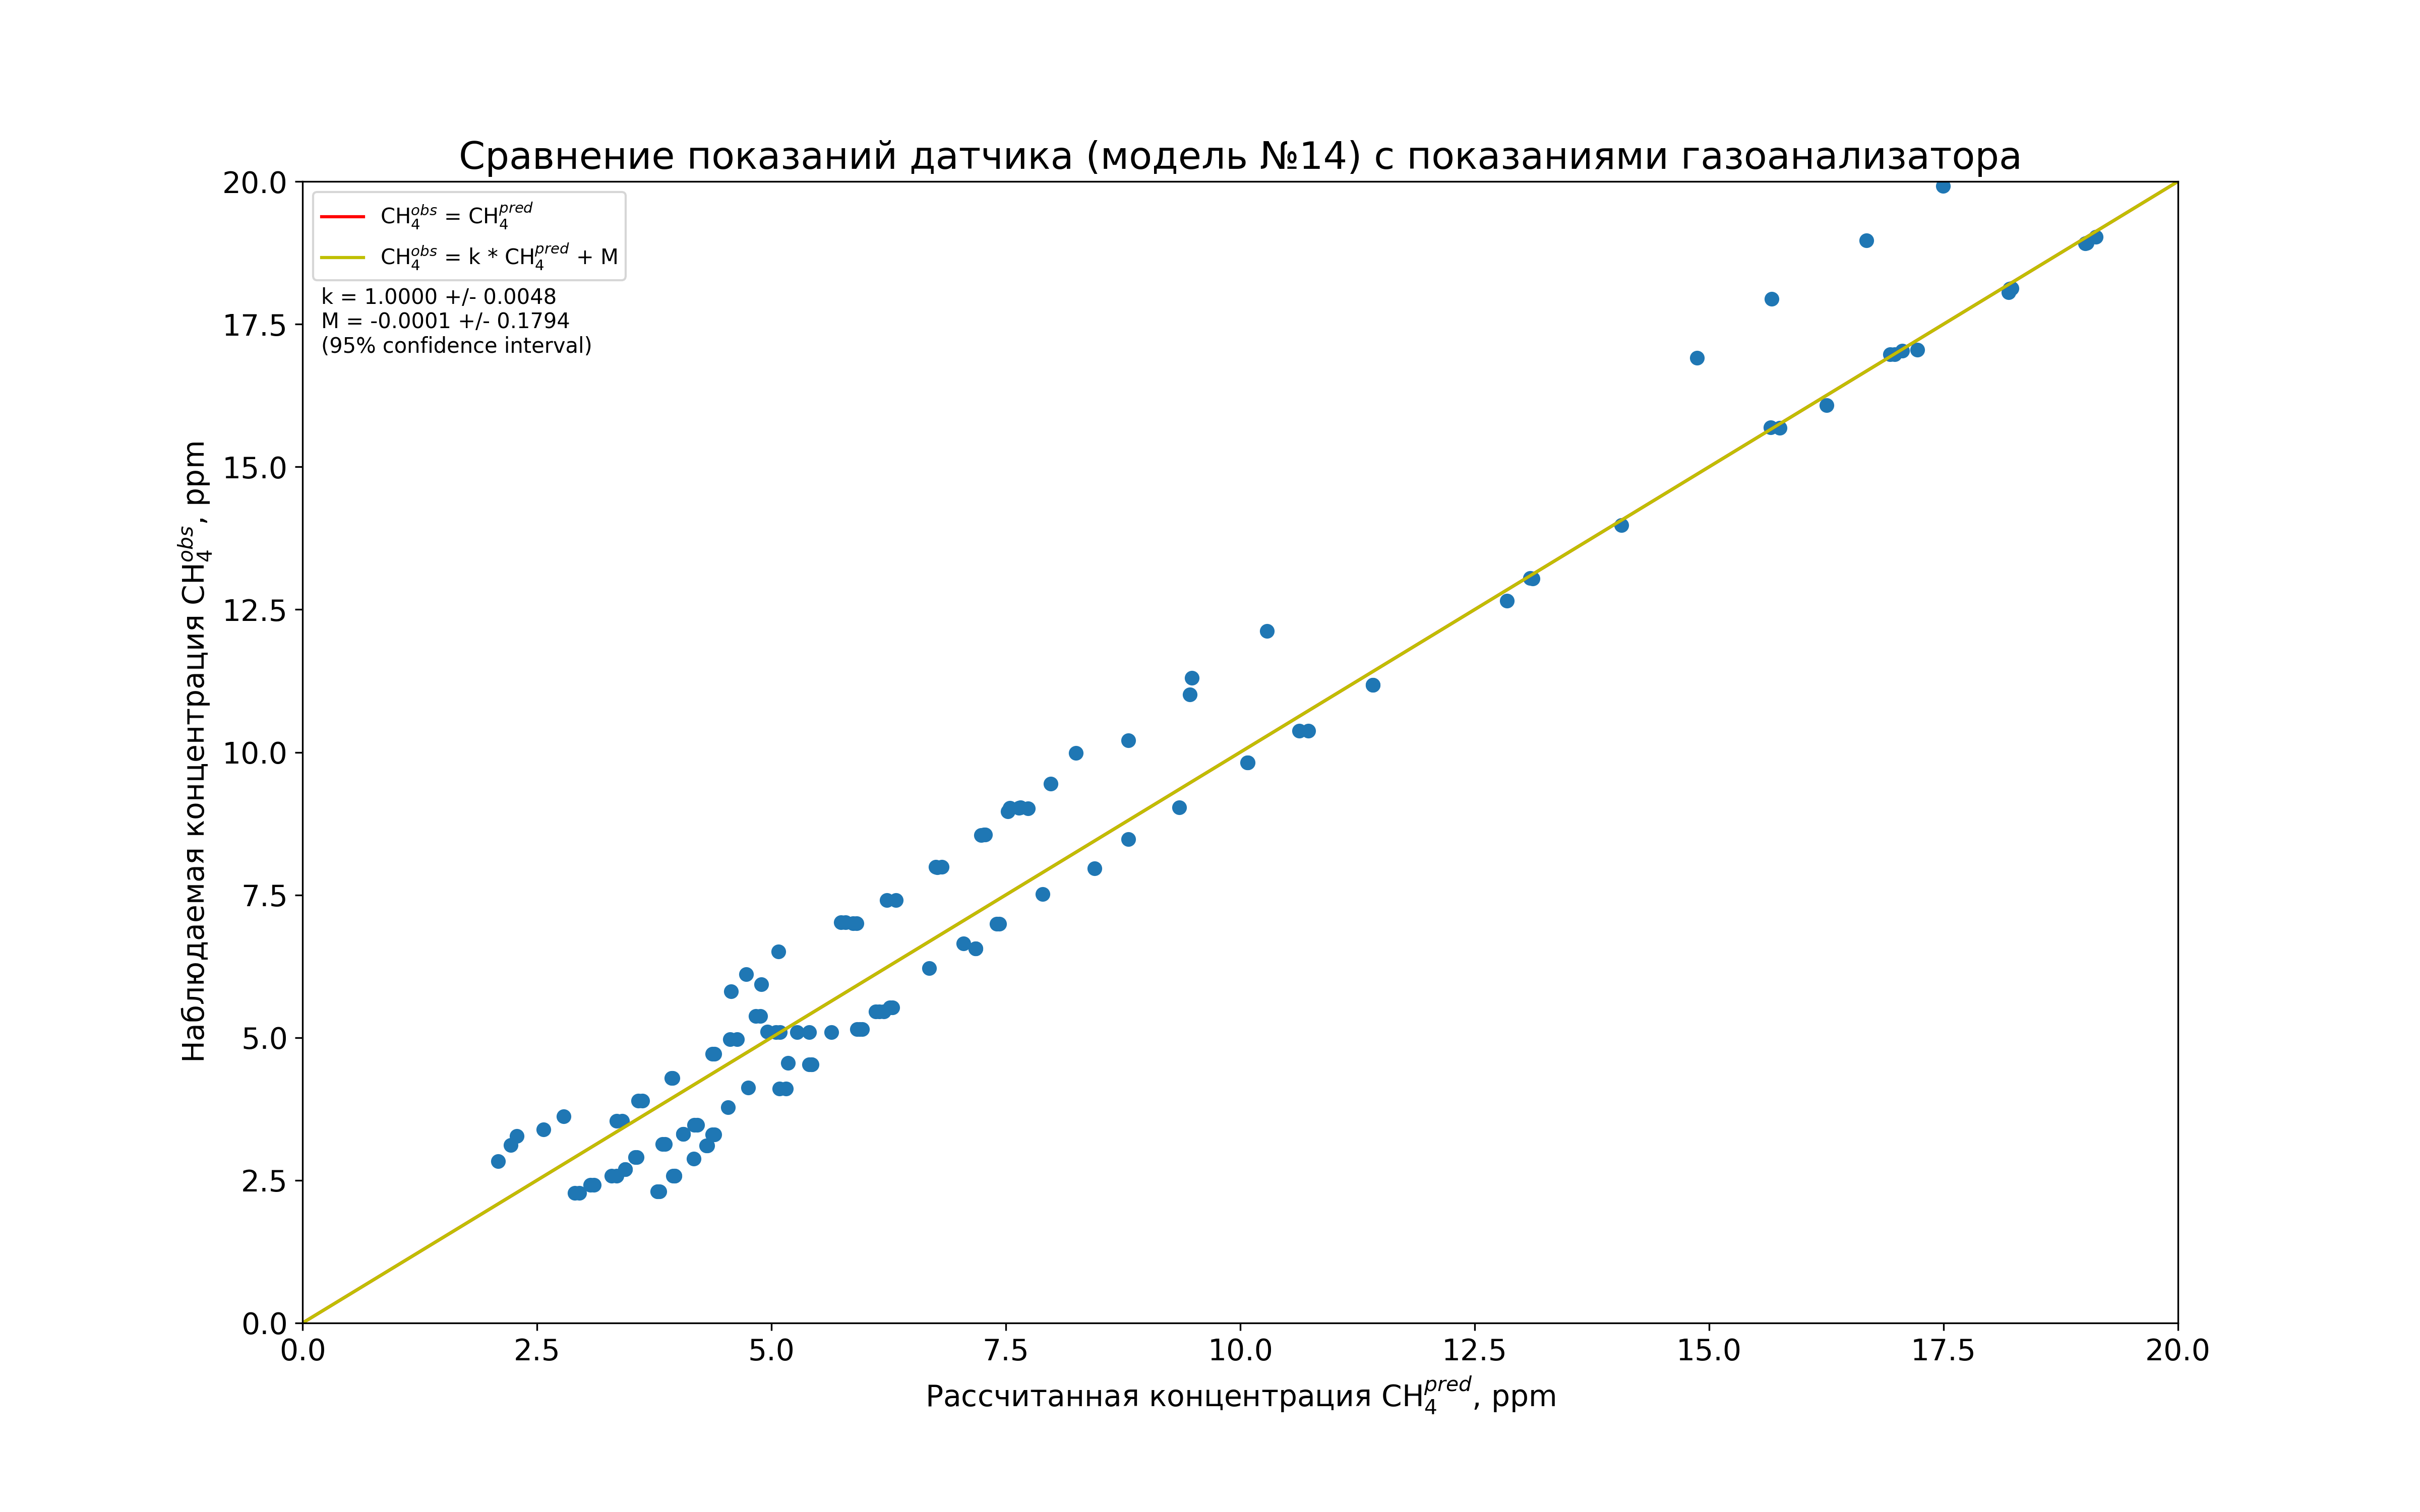 Сравнение показаний датчика (модель №14) с показаниями газоанализатора
20.0
17.5
15.0
12.5
10.0
7.5
5.0
2.5
0.0
Наблюдаемая концентрация CH₄ᵒᵇˢ, ppm
CH₄ᵒᵇˢ = CH₄ᵖʳᵉᵈ
CH₄ᵒᵇˢ = k * CH₄ᵖʳᵉᵈ + M
k = 1.0000 +/- 0.0048
M = -0.0001 +/- 0.1794
(95% confidence interval)
0.0 2.5 5.0 7.5 10.0 12.5 15.0 17.5 20.0
Рассчитанная концентрация CH₄ᵖʳᵉᵈ, ppm